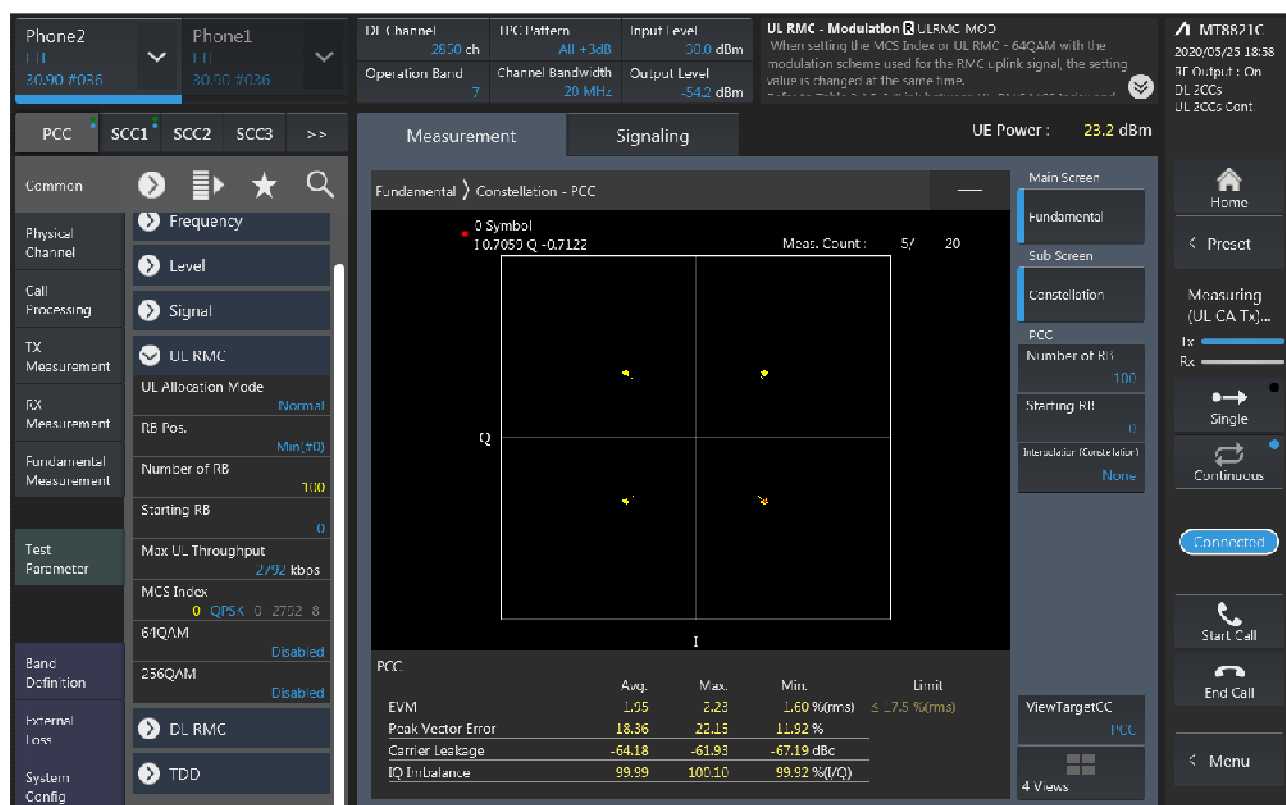 Phone2
LTE
30.90 #036
Phone1
LTE
30.90 #036
DL Channel
2850 ch
Operation Band
7
TPC Pattern
All +3dB
Channel Bandwidth
20 MHz
Input Level
30.0 dBm
Output Level
-54.2 dBm
UL RMC - Modulation R ULRMC_MOD
When setting the MCS Index or UL RMC - 64QAM with the
modulation scheme used for the RMC uplink signal, the setting
value is changed at the same time.
MT8821C
2020/05/25 18:58
RF Output : On
DL 2CCs
UL 2CCs Cont.
PCC
SCC1
SCC2
SCC3
>>
Measurement
Signaling
UE Power : 23.2 dBm
Common
Physical
Channel
Call
Processing
TX
Measurement
RX
Measurement
Fundamental
Measurement
Test
Parameter
Band
Definition
External
Loss
System
Config
Frequency
Level
Signal
UL RMC
UL Allocation Mode
Normal
RB Pos.
Min(#0)
Number of RB
100
Starting RB
0
Max UL Throughput
2792 kbps
MCS Index
0 QPSK 0 2792 8
64QAM
Disabled
256QAM
Disabled
DL RMC
TDD
Fundamental > Constellation - PCC
0 Symbol
I 0.7059 Q -0.7122
Meas. Count : 5/ 20
Q
I
PCC
Avg. Max. Min. Limit
EVM 1.95 2.23 1.60 %(rms) ≤ 17.5 %(rms)
Peak Vector Error 18.36 22.15 11.92 %
Carrier Leakage -64.18 -61.93 -67.19 dBc
IQ Imbalance 99.99 100.10 99.92 %(I/Q)
Main Screen
Fundamental
Sub Screen
Constellation
PCC
Number of RB
100
Starting RB
0
Interpolation (Constellation)
None
ViewTargetCC
PCC
4 Views
Home
< Preset
Measuring
(UL CA Tx)...
Tx
Rx
Single
Continuous
Connected
Start Call
End Call
< Menu